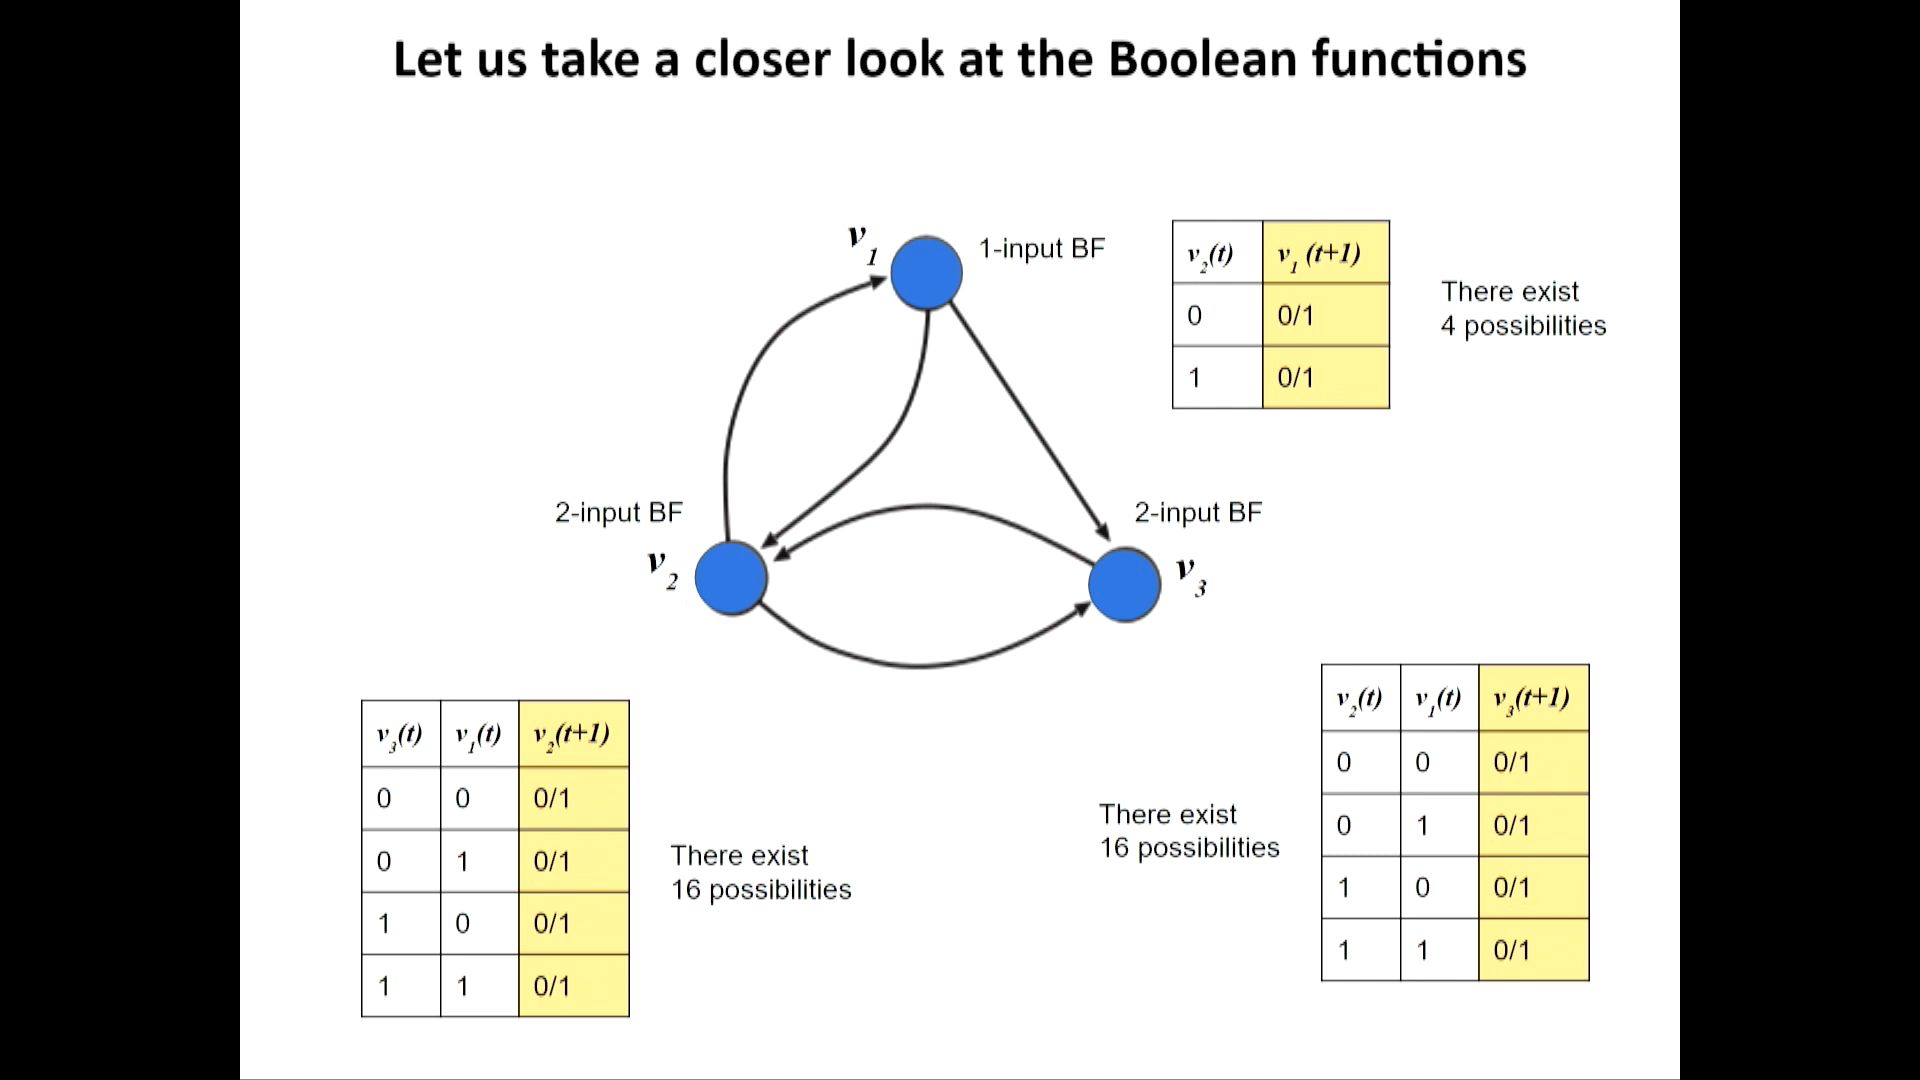 Let us take a closer look at the Boolean functions
v1
1-input BF
v2(t) v1 (t+1)
0 0/1
1 0/1
There exist
4 possibilities
2-input BF
v2
2-input BF
v3
v3(t) v1(t) v2(t+1)
0 0 0/1
0 1 0/1
1 0 0/1
1 1 0/1
There exist
16 possibilities
There exist
16 possibilities
v2(t) v1(t) v3(t+1)
0 0 0/1
0 1 0/1
1 0 0/1
1 1 0/1